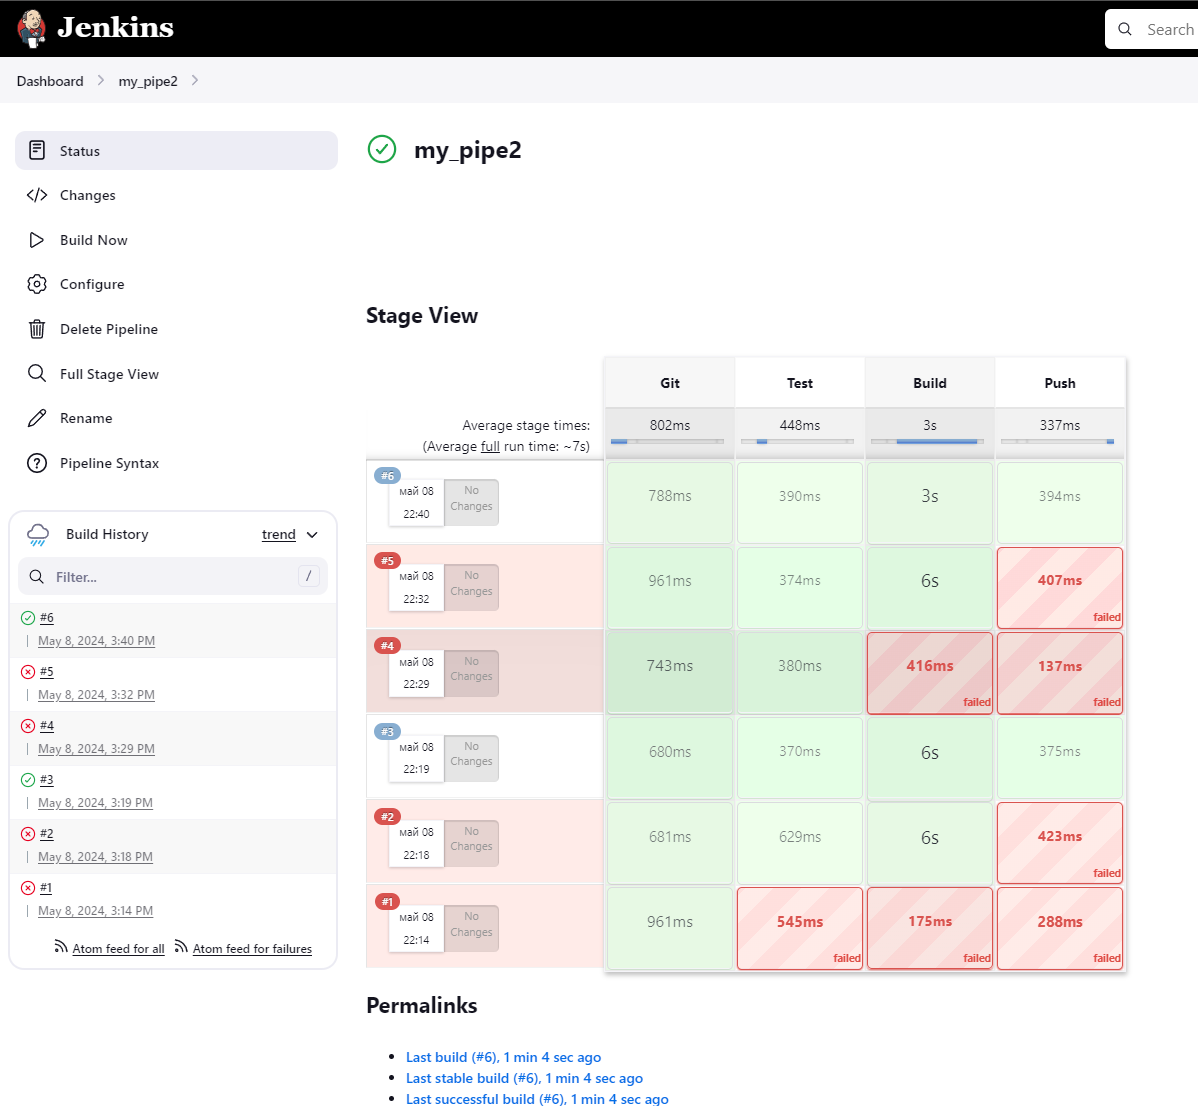 Jenkins
Search
Dashboard
my_pipe2
Status
Changes
Build Now
Configure
Delete Pipeline
Full Stage View
Rename
Pipeline Syntax
Build History
trend
Filter...
/
#6
May 8, 2024, 3:40 PM
#5
May 8, 2024, 3:32 PM
#4
May 8, 2024, 3:29 PM
#3
May 8, 2024, 3:19 PM
#2
May 8, 2024, 3:18 PM
#1
May 8, 2024, 3:14 PM
Atom feed for all Atom feed for failures
my_pipe2
Stage View
Git Test Build Push
Average stage times: 802ms 448ms 3s 337ms
(Average full run time: ~7s)
#6
май 08
22:40
No
Changes
788ms 390ms 3s 394ms
#5
май 08
22:32
No
Changes
961ms 374ms 6s 407ms
failed
#4
май 08
22:29
No
Changes
743ms 380ms 416ms 137ms
failed failed
#3
май 08
22:19
No
Changes
680ms 370ms 6s 375ms
#2
май 08
22:18
No
Changes
681ms 629ms 6s 423ms
failed
#1
май 08
22:14
No
Changes
961ms 545ms 175ms 288ms
failed failed failed
Permalinks
Last build (#6), 1 min 4 sec ago
Last stable build (#6), 1 min 4 sec ago
Last successful build (#6), 1 min 4 sec ago